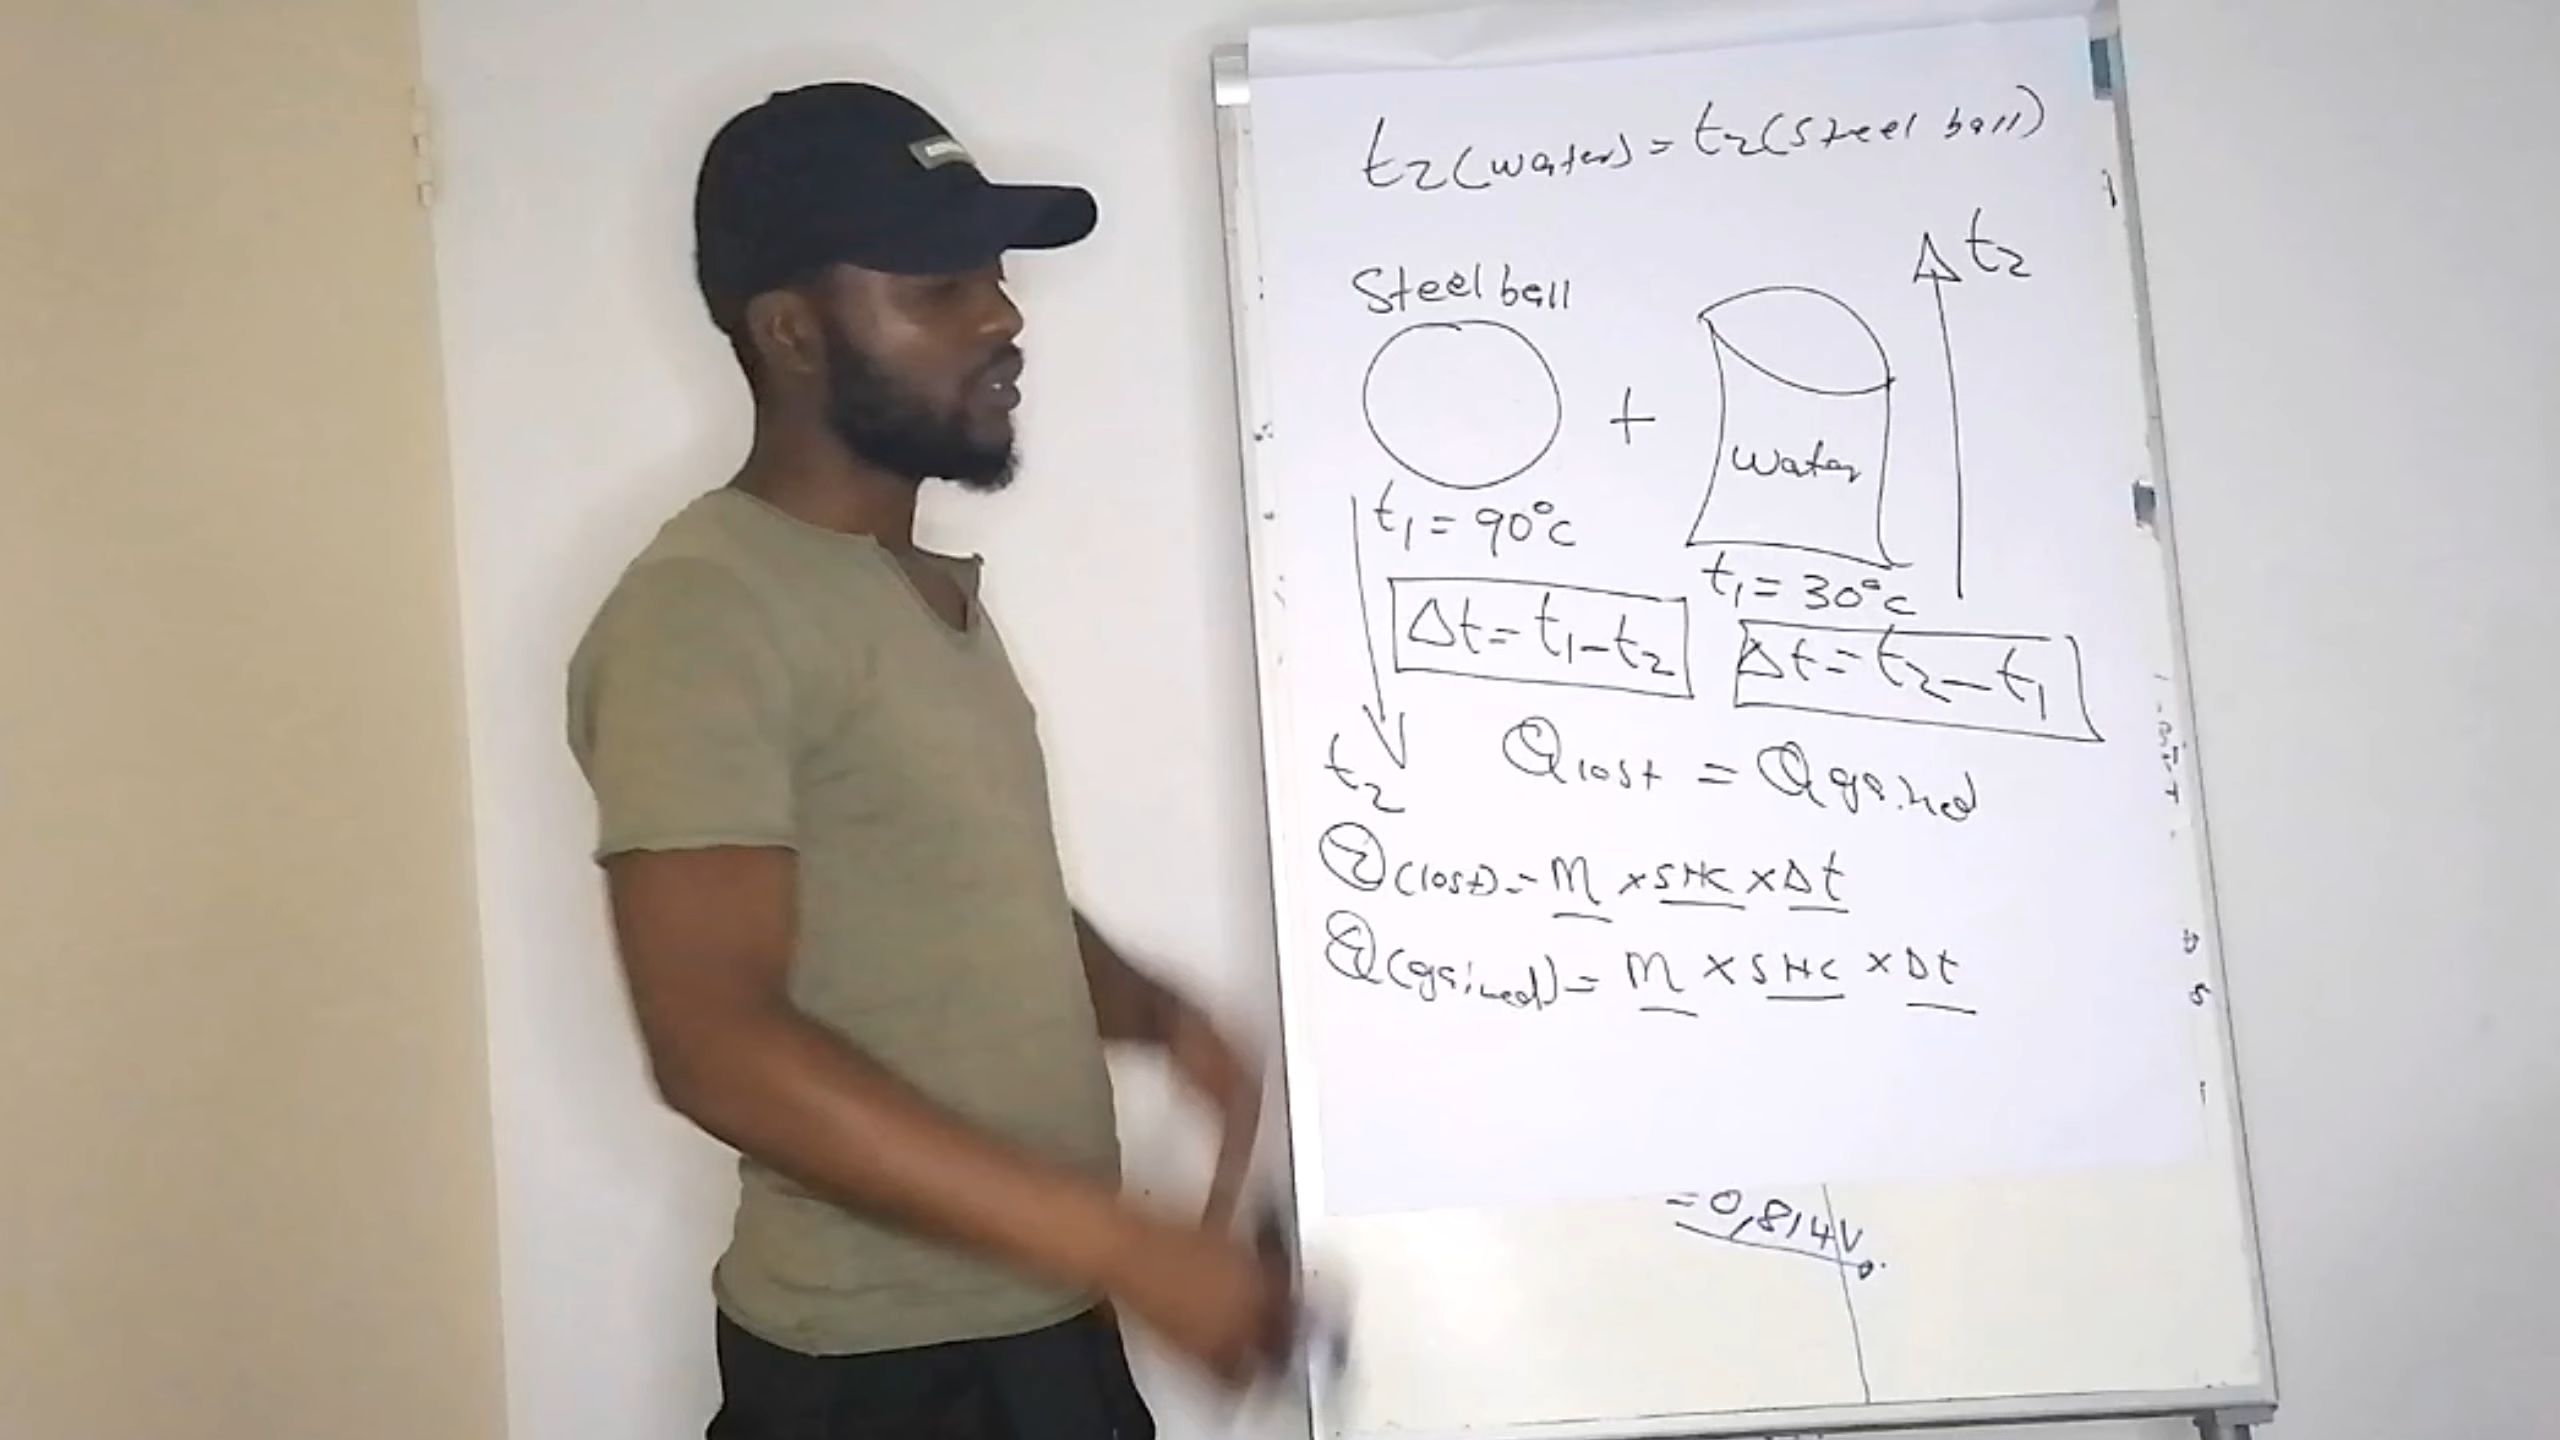 t2(water) = t2(Steel ball)
t2
Steel ball
+
water
t1 = 90°C
t1 = 30°C
Δt = t1 - t2
Δt = t2 - t1
t2
Qlost = Qgained
Q(lost) = m × SHC × Δt
Q(gained) = m × SHC × Δt
= 0,814V